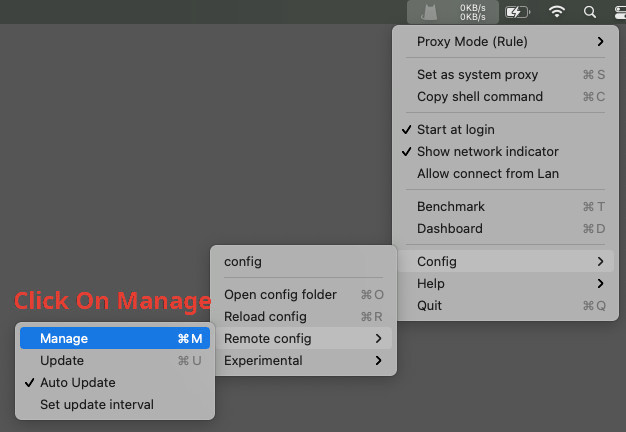 0KB/s
0KB/s
Proxy Mode (Rule)
Set as system proxy ⌘S
Copy shell command ⌘C
Start at login
Show network indicator
Allow connect from Lan
Benchmark ⌘T
Dashboard ⌘D
Config
Help
Quit ⌘Q
config
Open config folder ⌘O
Reload config ⌘R
Remote config
Experimental
Click On Manage
Manage ⌘M
Update ⌘U
Auto Update
Set update interval